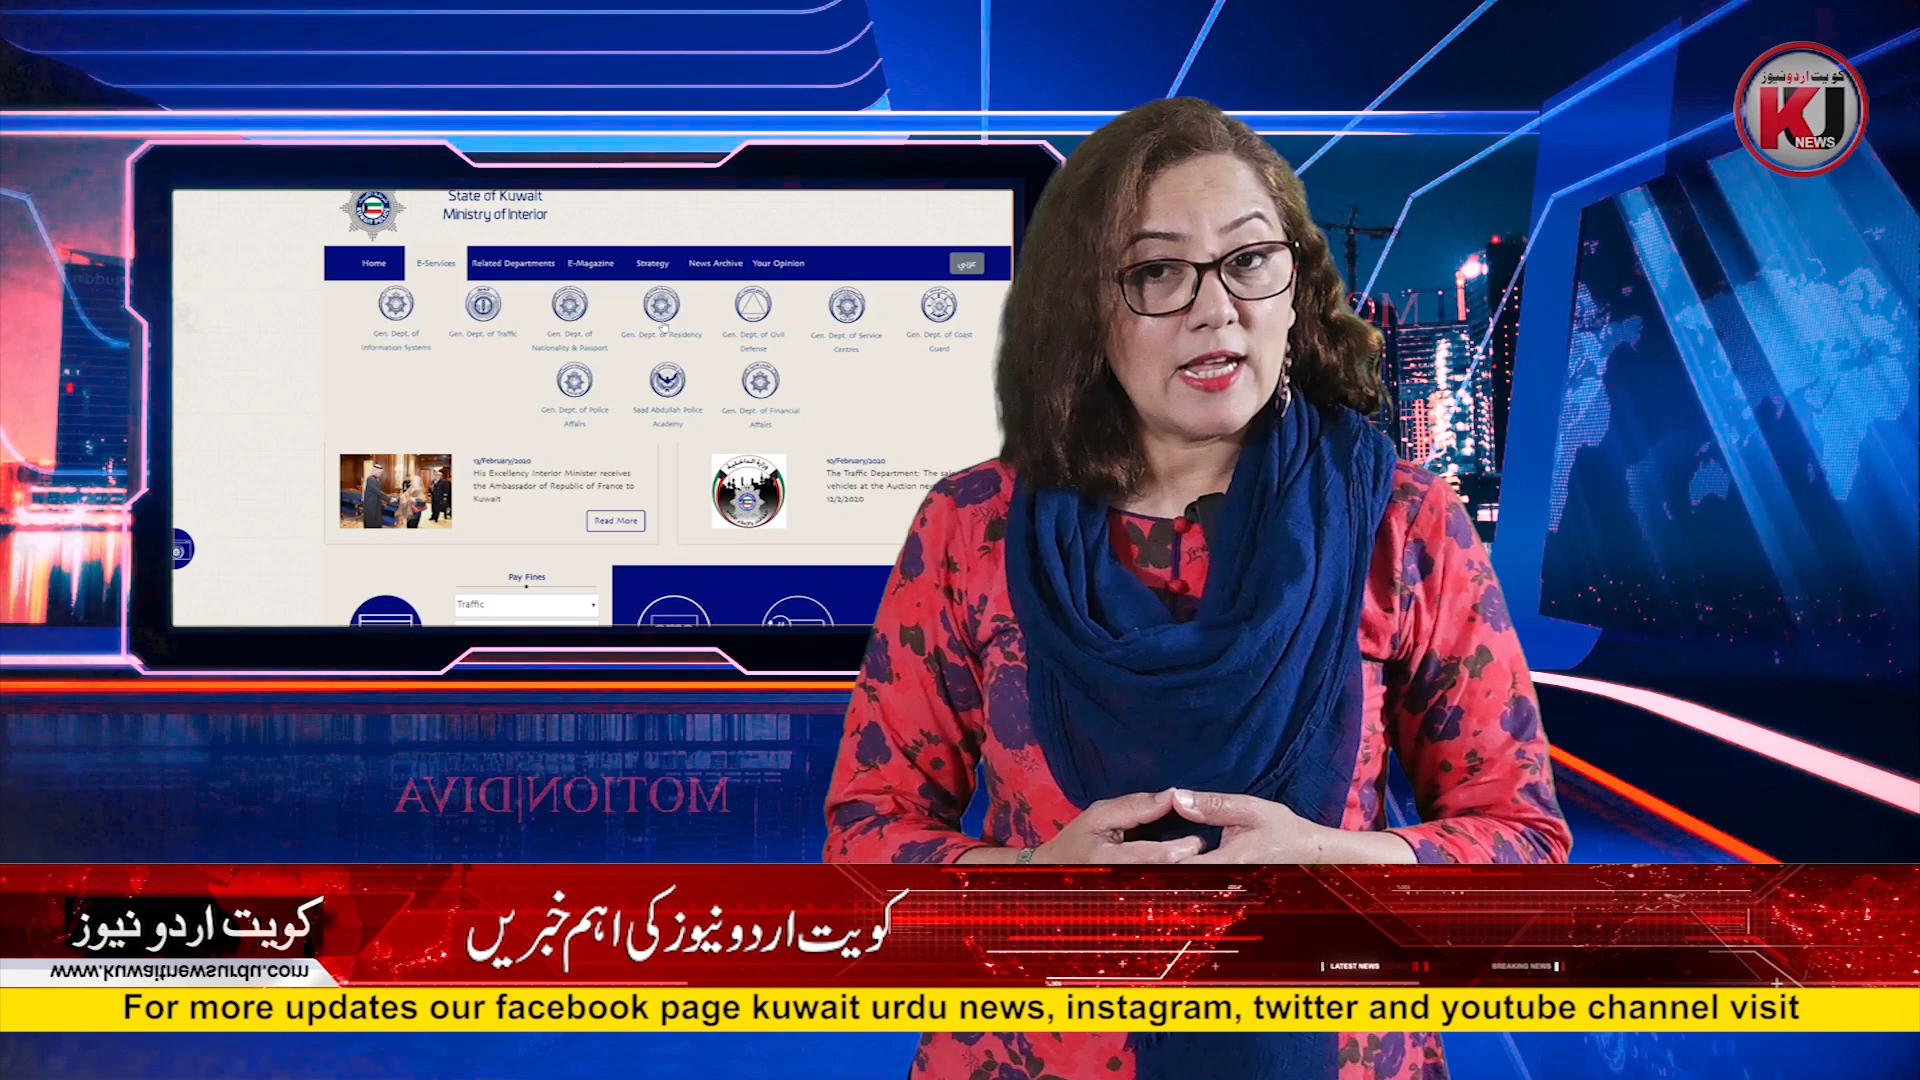 کویت اردو نیوز
KU
NEWS
State of Kuwait
Ministry of Interior
Home E-Services Related Departments E-Magazine Strategy News Archive Your Opinion عربي
Gen. Dept. of Information Systems
Gen. Dept. of Traffic
Gen. Dept. of Nationality & Passport
Gen. Dept. of Residency
Gen. Dept. of Civil Defense
Gen. Dept. of Service Centres
Gen. Dept. of Coast Guard
Gen. Dept. of Police Affairs
Saad Abdullah Police Academy
Gen. Dept. of Financial Affairs
13/February/2020
His Excellency Interior Minister receives
the Ambassador of Republic of France to
Kuwait
Read More
10/February/2020
The Traffic Department: The
vehicles at the Auction
12/2/2020
Pay Fines
Traffic
MOTION DIVA
کویت اردو نیوز
www.kuwaitnewsurdu.com
کویت اردو نیوز کی اہم خبریں
LATEST NEWS
BREAKING NEWS
For more updates our facebook page kuwait urdu news, instagram, twitter and youtube channel visit